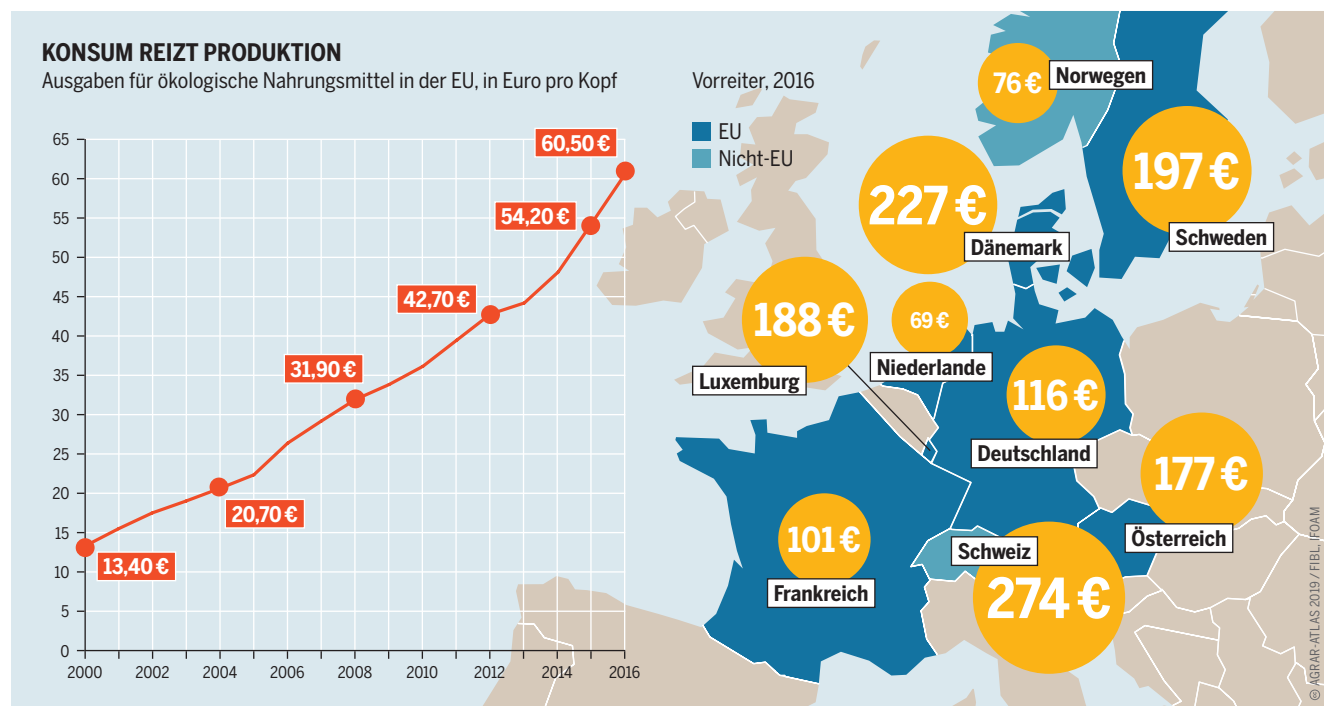 KONSUM REIZT PRODUKTION
Ausgaben für ökologische Nahrungsmittel in der EU, in Euro pro Kopf
65
60
55
50
45
40
35
30
25
20
15
10
5
0
2000
2002
2004
2006
2008
2010
2012
2014
2016
13,40 €
20,70 €
31,90 €
42,70 €
54,20 €
60,50 €
Vorreiter, 2016
EU
Nicht-EU
76 €
Norwegen
197 €
Schweden
227 €
Dänemark
188 €
Luxemburg
69 €
Niederlande
116 €
Deutschland
177 €
Österreich
101 €
Frankreich
Schweiz
274 €
© AGRAR-ATLAS 2019 / FIBL, IFOAM